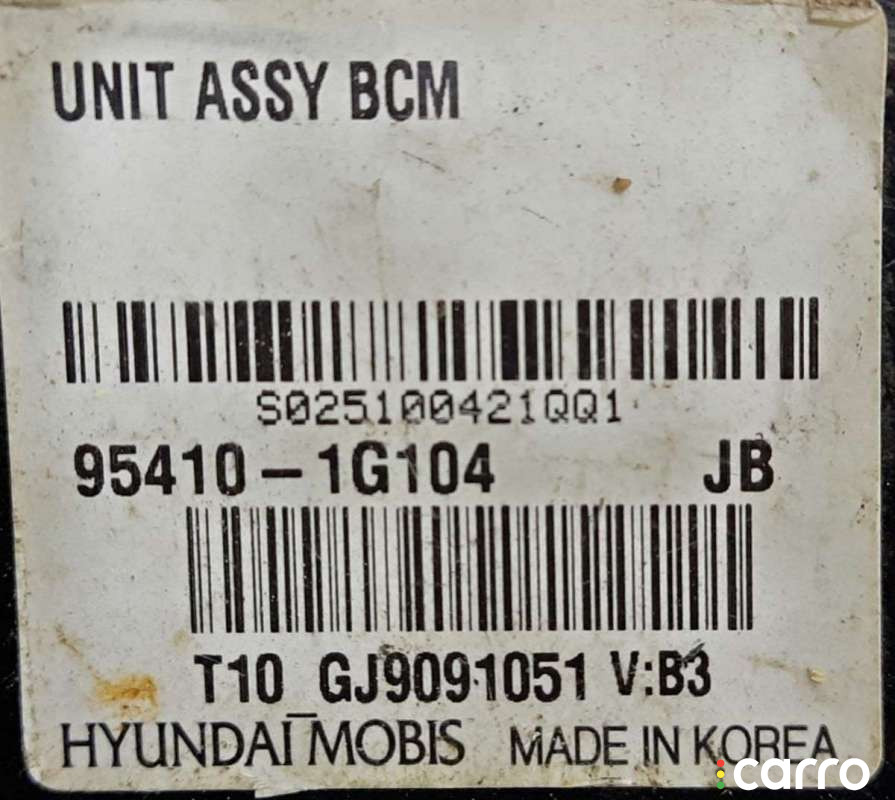 UNIT ASSY BCM
S025100421QQ1
95410-1G104 JB
T10 GJ9091051 V:B3
HYUNDAI MOBIS MADE IN KOREA
carro